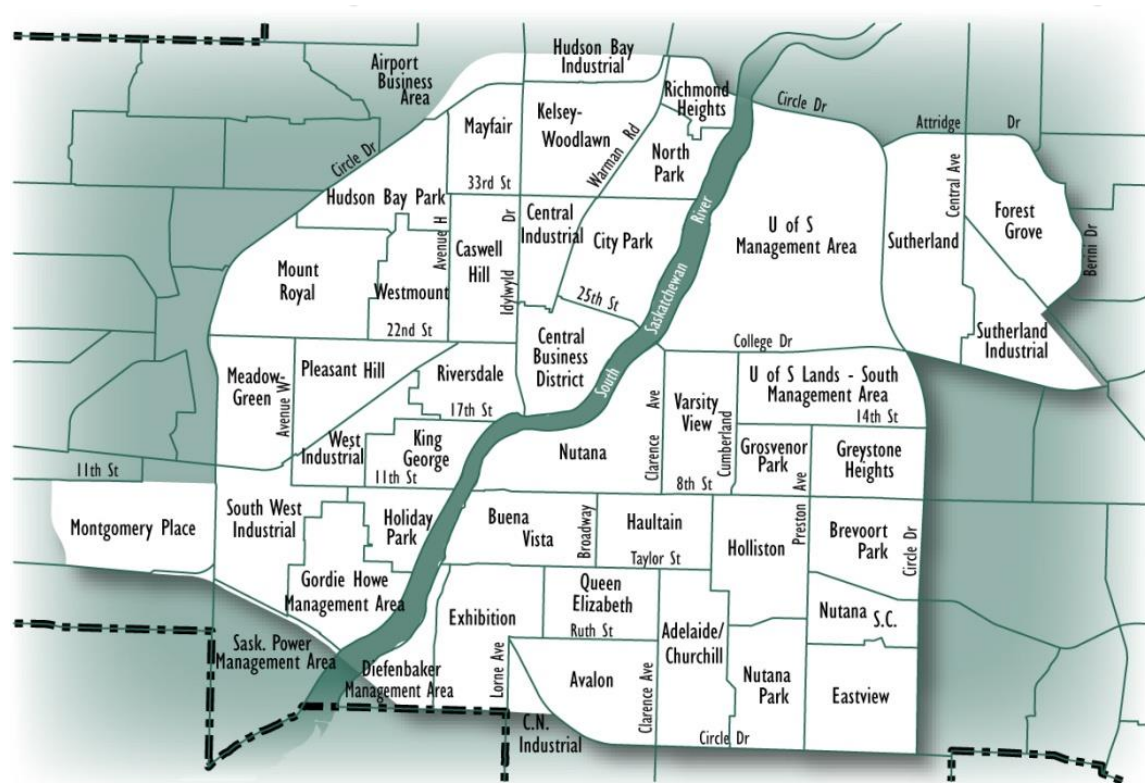 Hudson Bay
Industrial
Airport
Business
Area
Richmond
Heights
Circle Dr
Attridge Dr
Mayfair
Kelsey-
Woodlawn
Warman Rd
North
Park
Circle Dr
Hudson Bay Park
33rd St
Avenue H
Caswell
Hill
Idylwyld Dr
Central
Industrial
City Park
25th St
South Saskatchewan River
U of S
Management Area
Sutherland
Central Ave
Forest
Grove
Berini Dr
Sutherland
Industrial
Mount
Royal
Westmount
22nd St
Central
Business
District
College Dr
Meadow-
Green
Avenue W
Pleasant Hill
Riversdale
17th St
U of S Lands - South
Management Area
14th St
Clarence Ave
Varsity
View
Cumberland
Grosvenor
Park
Preston Ave
Greystone
Heights
West
Industrial
King
George
11th St
Nutana
8th St
11th St
Montgomery Place
South West
Industrial
Holiday
Park
Buena
Vista
Broadway
Haultain
Taylor St
Holliston
Brevoort
Park
Circle Dr
Gordie Howe
Management Area
Exhibition
Queen
Elizabeth
Ruth St
Adelaide/
Churchill
Nutana
S.C.
Sask. Power
Management Area
Diefenbaker
Management Area
Lorne Ave
Avalon
Clarence Ave
Nutana
Park
Eastview
C.N.
Industrial
Circle Dr